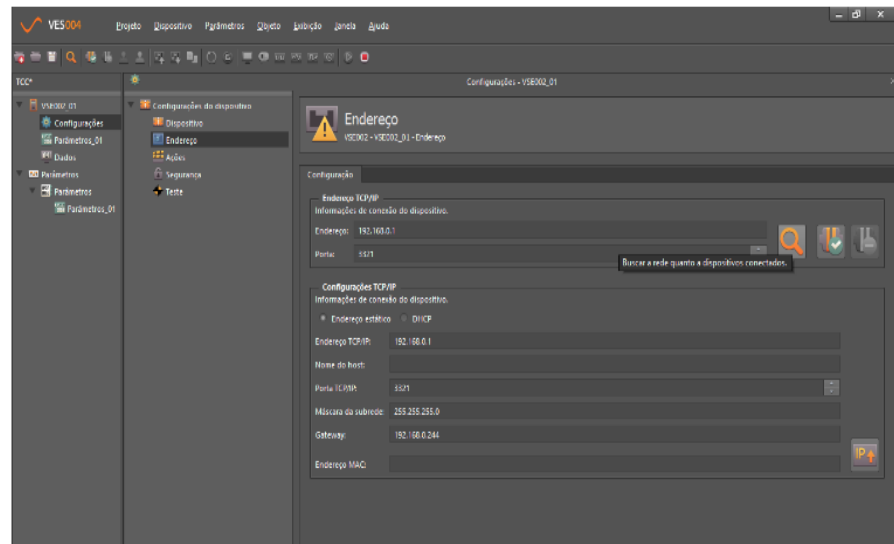 VES004 Projeto Dispositivo Parâmetros Objeto Exibição Janela Ajuda
TCC*
Configurações - VSE002_01
VSE002 01
Configurações
Parâmetros_01
Dados
Parâmetros
Parâmetros
Parâmetros_01
Configurações do dispositivo
Dispositivo
Endereço
Ações
Segurança
Teste
Endereço
VSE002 - VSE002_01 - Endereço
Configuração
Endereço TCP/IP
Informações de conexão do dispositivo.
Endereço: 192.168.0.1
Porta: 3321
Buscar a rede quanto a dispositivos conectados.
Configurações TCP/IP
Informações de conexão do dispositivo.
Endereço estático DHCP
Endereço TCP/IP: 192.168.0.1
Nome do host:
Porta TCP/IP: 3321
Máscara da subrede: 255.255.255.0
Gateway: 192.168.0.244
Endereço MAC:
IP